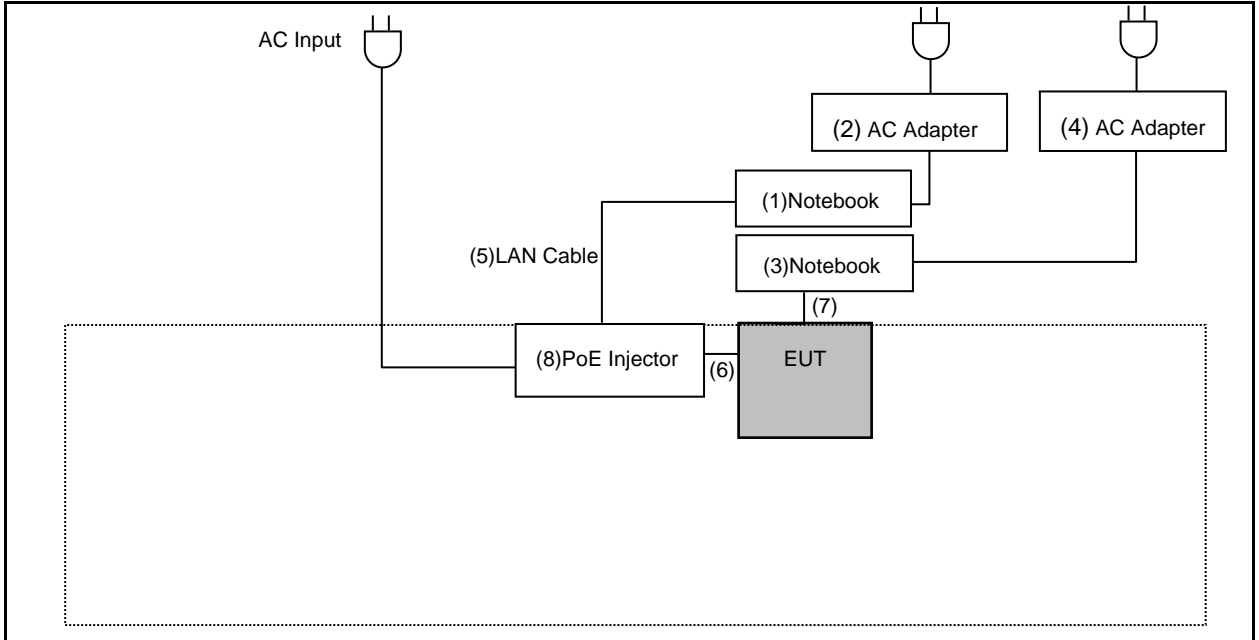 AC Input
(2) AC Adapter
(4) AC Adapter
(1)Notebook
(5)LAN Cable
(3)Notebook
(7)
(8)PoE Injector
(6)
EUT